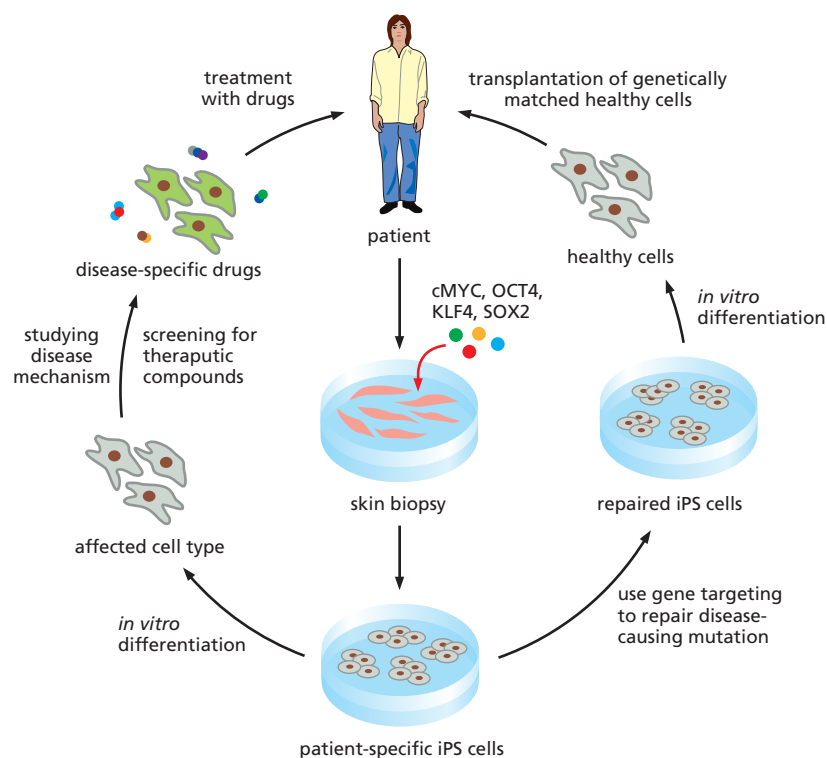 treatment
with drugs
transplantation of genetically
matched healthy cells
patient
disease-specific drugs
healthy cells
cMYC, OCT4,
KLF4, SOX2
in vitro
differentiation
studying
disease
mechanism
screening for
theraputic
compounds
skin biopsy
repaired iPS cells
affected cell type
use gene targeting
to repair disease-
causing mutation
in vitro
differentiation
patient-specific iPS cells